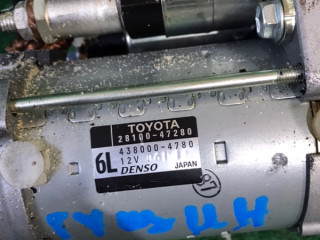 TOYOTA
28100-47280
438000-4780
6L 12V
DENSO JAPAN